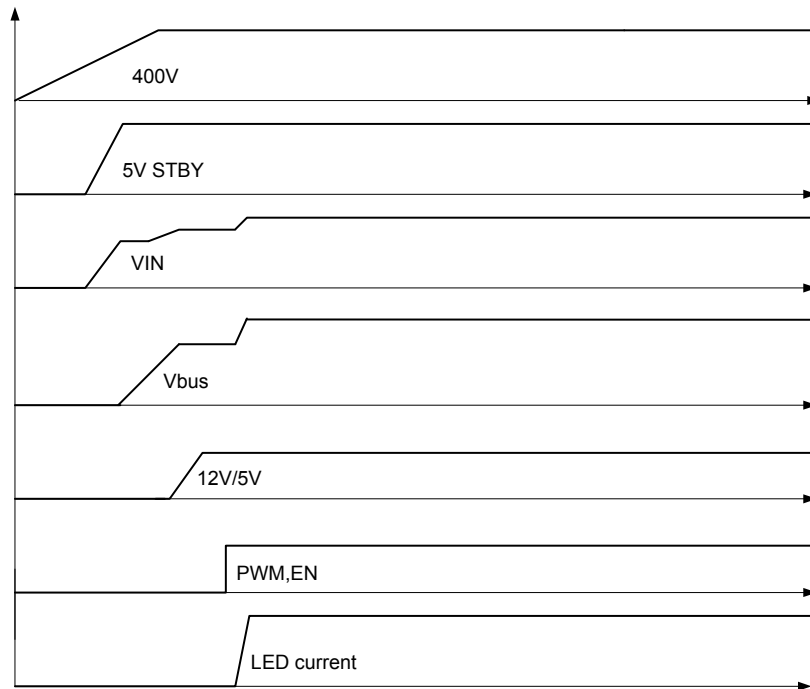 400V
5V STBY
VIN
Vbus
12V/5V
PWM,EN
LED current